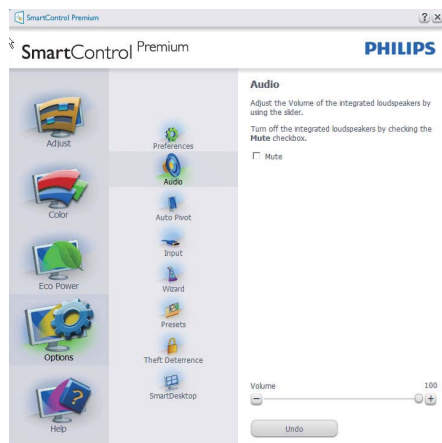 SmartControl Premium
SmartControl Premium
PHILIPS
Adjust
Color
Eco Power
Options
Help
Preferences
Audio
Auto Pivot
Input
Wizard
Presets
Theft Deterrence
SmartDesktop
Audio
Adjust the Volume of the integrated loudspeakers by
using the slider.
Turn off the integrated loudspeakers by checking the
Mute checkbox.
Mute
Volume 100
Undo